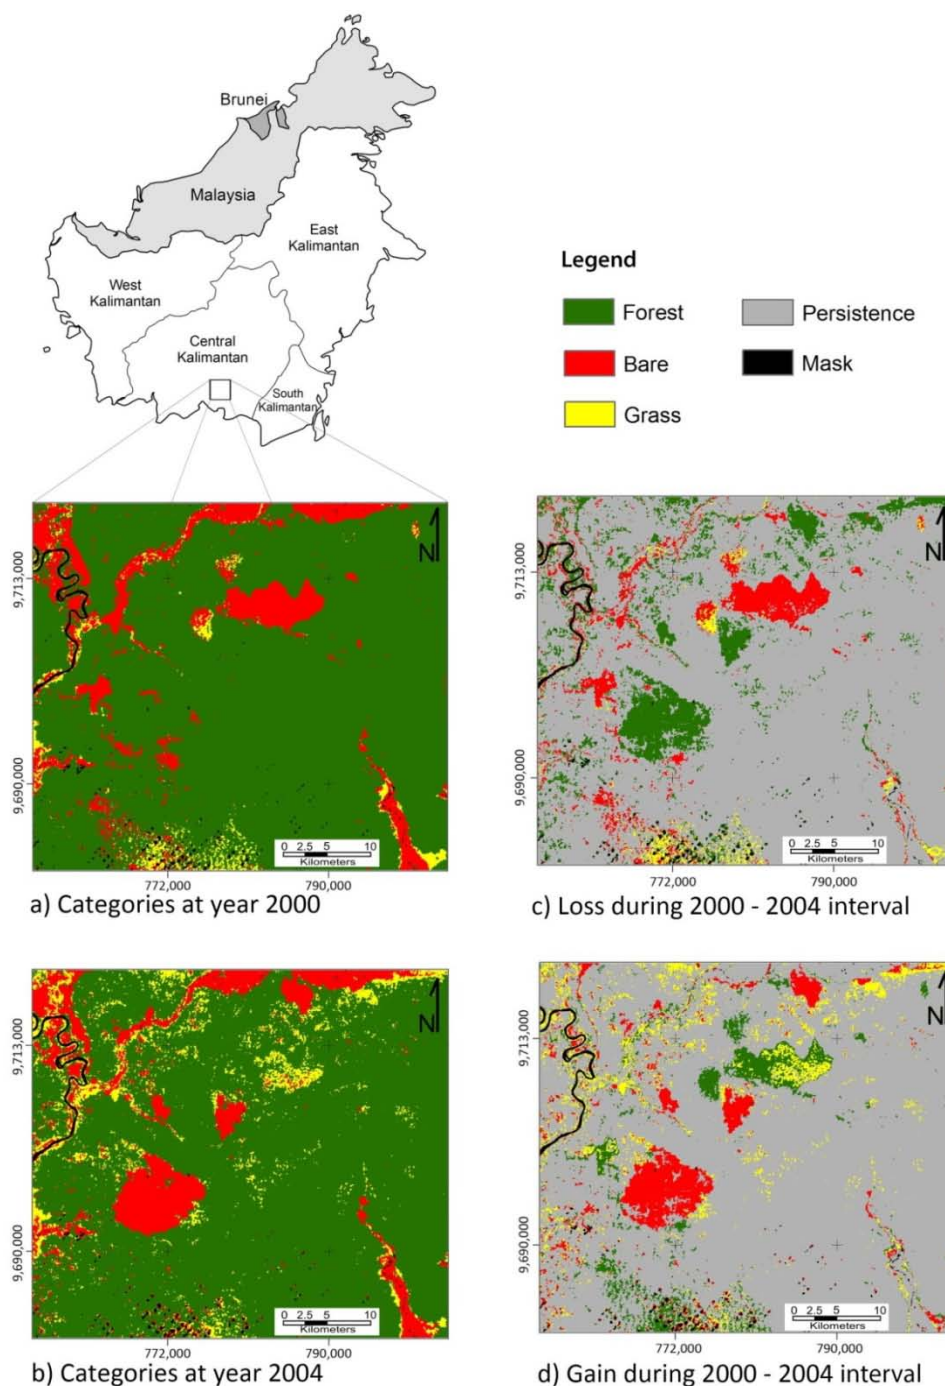 Brunei
Malaysia
East
Kalimantan
West
Kalimantan
Central
Kalimantan
South
Kalimantan
Legend
Forest
Persistence
Bare
Mask
Grass
N
9,713,000
9,690,000
0 2.5 5 10
Kilometers
772,000
790,000
a) Categories at year 2000
N
9,713,000
9,690,000
0 2.5 5 10
Kilometers
772,000
790,000
c) Loss during 2000 - 2004 interval
N
9,713,000
9,690,000
0 2.5 5 10
Kilometers
772,000
790,000
b) Categories at year 2004
N
9,713,000
9,690,000
0 2.5 5 10
Kilometers
772,000
790,000
d) Gain during 2000 - 2004 interval